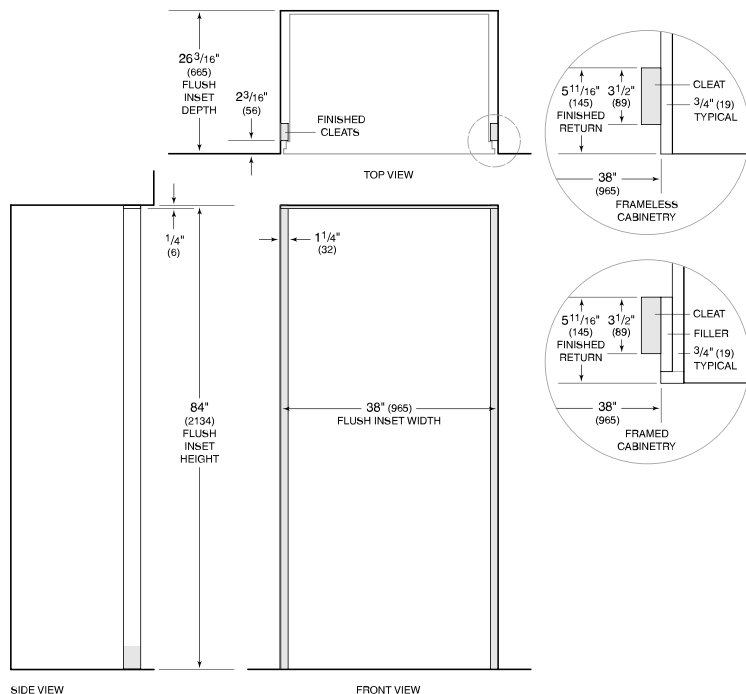 26 3/16"
(665)
FLUSH
INSET
DEPTH
2 3/16"
(56)
FINISHED
CLEATS
TOP VIEW
5 11/16"
(145)
FINISHED
RETURN
3 1/2"
(89)
CLEAT
3/4" (19)
TYPICAL
38"
(965)
FRAMELESS
CABINETRY
1/4"
(6)
1 1/4"
(32)
84"
(2134)
FLUSH
INSET
HEIGHT
38" (965)
FLUSH INSET WIDTH
5 11/16"
(145)
FINISHED
RETURN
3 1/2"
(89)
CLEAT
FILLER
3/4" (19)
TYPICAL
38"
(965)
FRAMED
CABINETRY
SIDE VIEW
FRONT VIEW